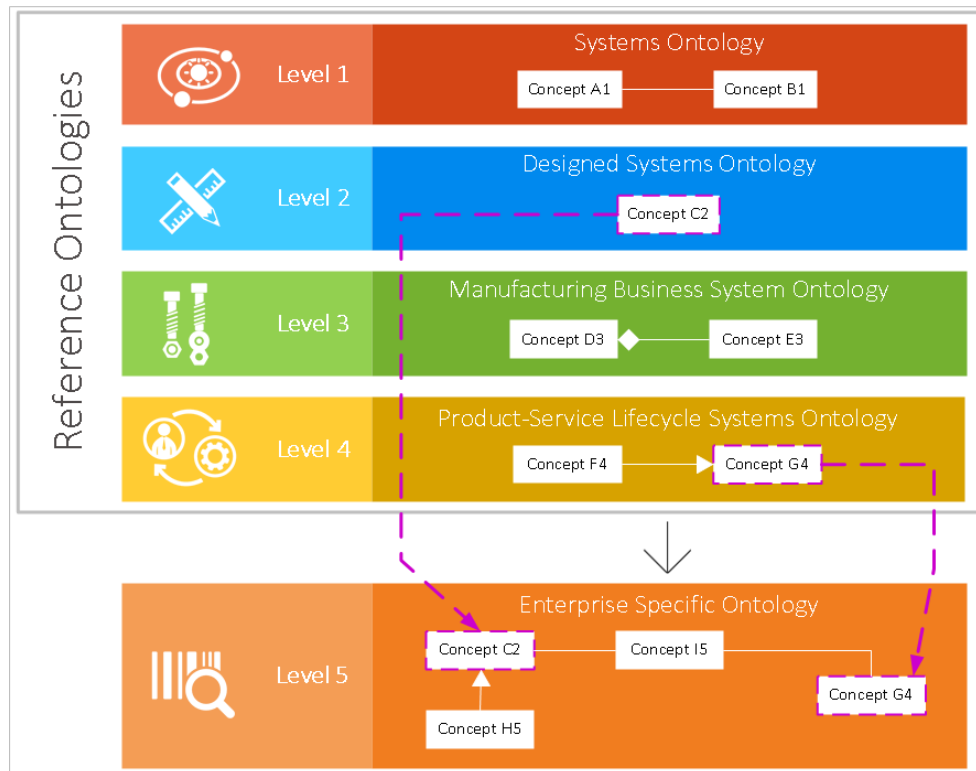 Reference Ontologies
Level 1
Systems Ontology
Concept A1
Concept B1
Level 2
Designed Systems Ontology
Concept C2
Level 3
Manufacturing Business System Ontology
Concept D3
Concept E3
Level 4
Product-Service Lifecycle Systems Ontology
Concept F4
Concept G4
Level 5
Enterprise Specific Ontology
Concept C2
Concept I5
Concept G4
Concept H5